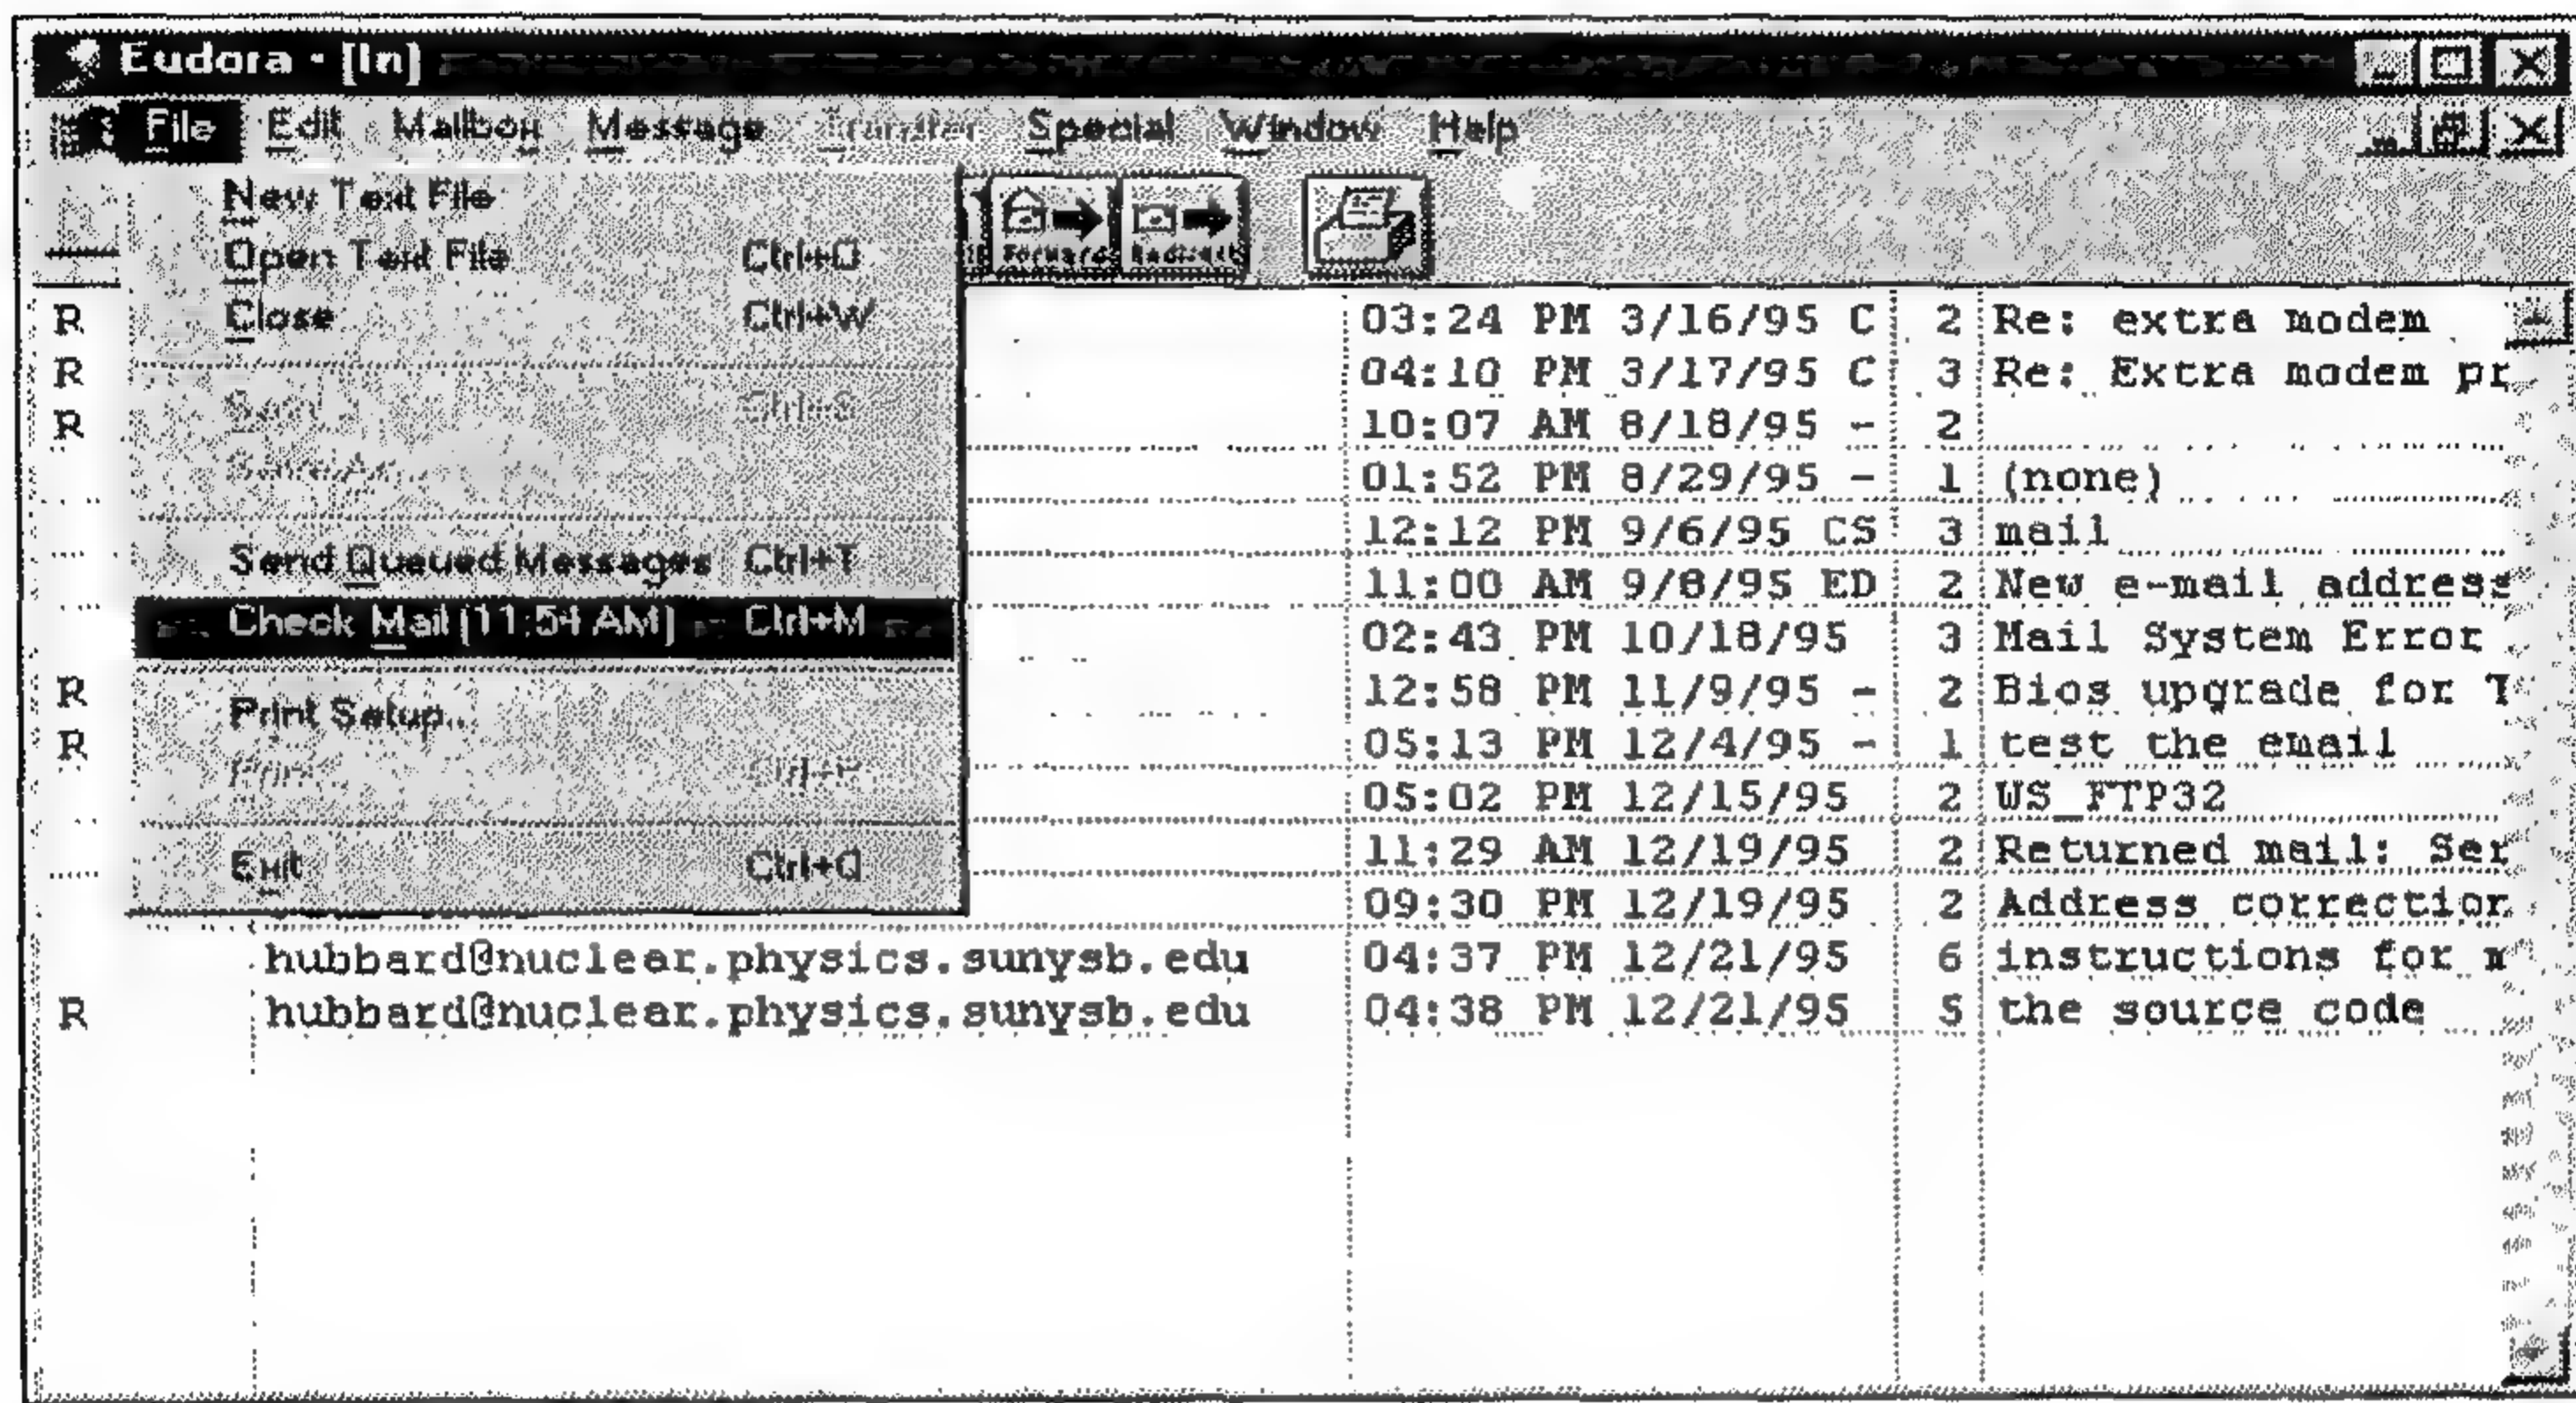 Eudora - [In]
File Edit Mailbox Message Transfer Special Window Help
New Text File
Open Text File Ctrl+O
Close Ctrl+W
Save Ctrl+S
Save As
Send Queued Messages Ctrl+T
Check Mail (11:54 AM) Ctrl+M
Print Setup...
Print Ctrl+P
Exit Ctrl+Q
Forward Redirect
R 03:24 PM 3/16/95 C 2 Re: extra modem
R 04:10 PM 3/17/95 C 3 Re: Extra modem pr
R 10:07 AM 8/18/95 - 2
01:52 PM 8/29/95 - 1 (none)
12:12 PM 9/6/95 CS 3 mail
11:00 AM 9/8/95 ED 2 New e-mail address
02:43 PM 10/18/95 3 Mail System Error
R 12:58 PM 11/9/95 - 2 Bios upgrade for T
R 05:13 PM 12/4/95 - 1 test the email
05:02 PM 12/15/95 2 WS_FTP32
11:29 AM 12/19/95 2 Returned mail: Ser
09:30 PM 12/19/95 2 Address correction
hubbard@nuclear.physics.sunysb.edu 04:37 PM 12/21/95 6 instructions for m
R hubbard@nuclear.physics.sunysb.edu 04:38 PM 12/21/95 5 the source code